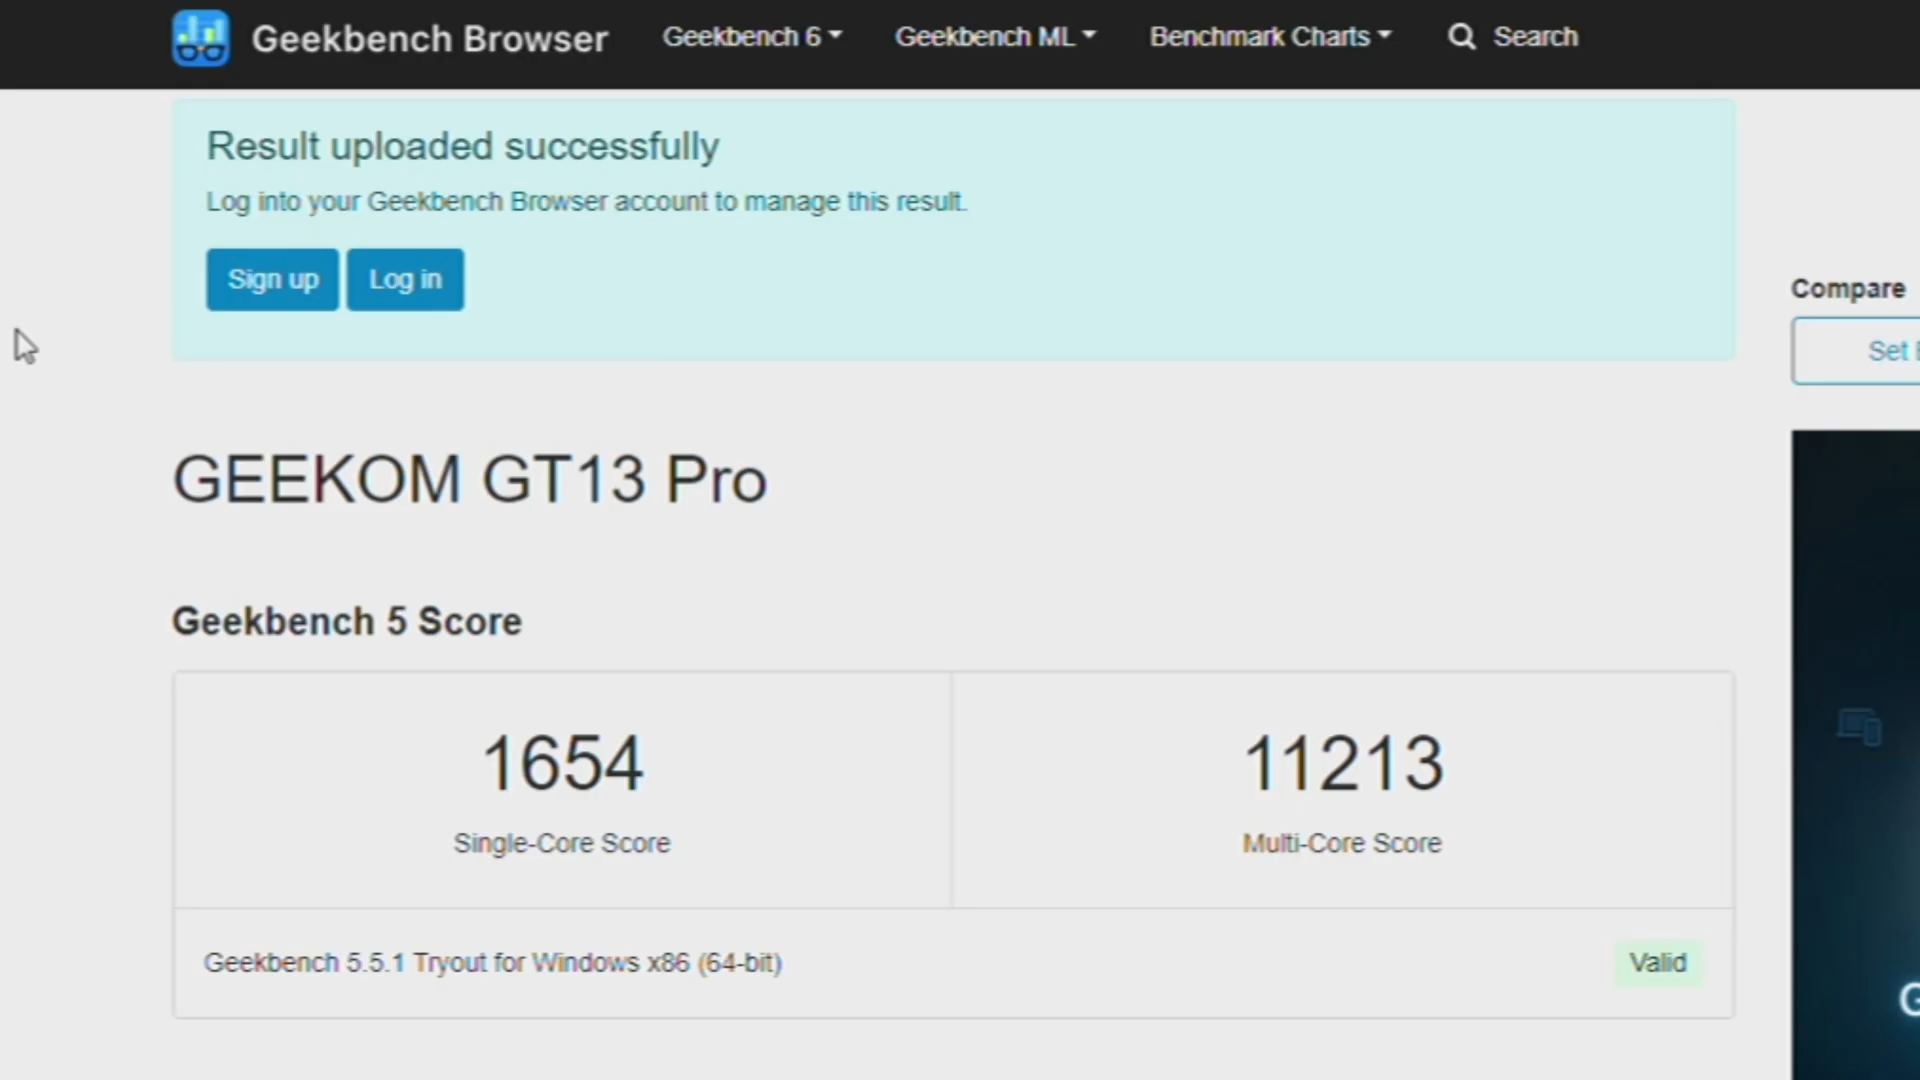 Geekbench Browser Geekbench 6 Geekbench ML Benchmark Charts Search
Result uploaded successfully
Log into your Geekbench Browser account to manage this result.
Sign up Log in
Compare
Set
GEEKOM GT13 Pro
Geekbench 5 Score
1654 11213
Single-Core Score Multi-Core Score
Geekbench 5.5.1 Tryout for Windows x86 (64-bit) Valid